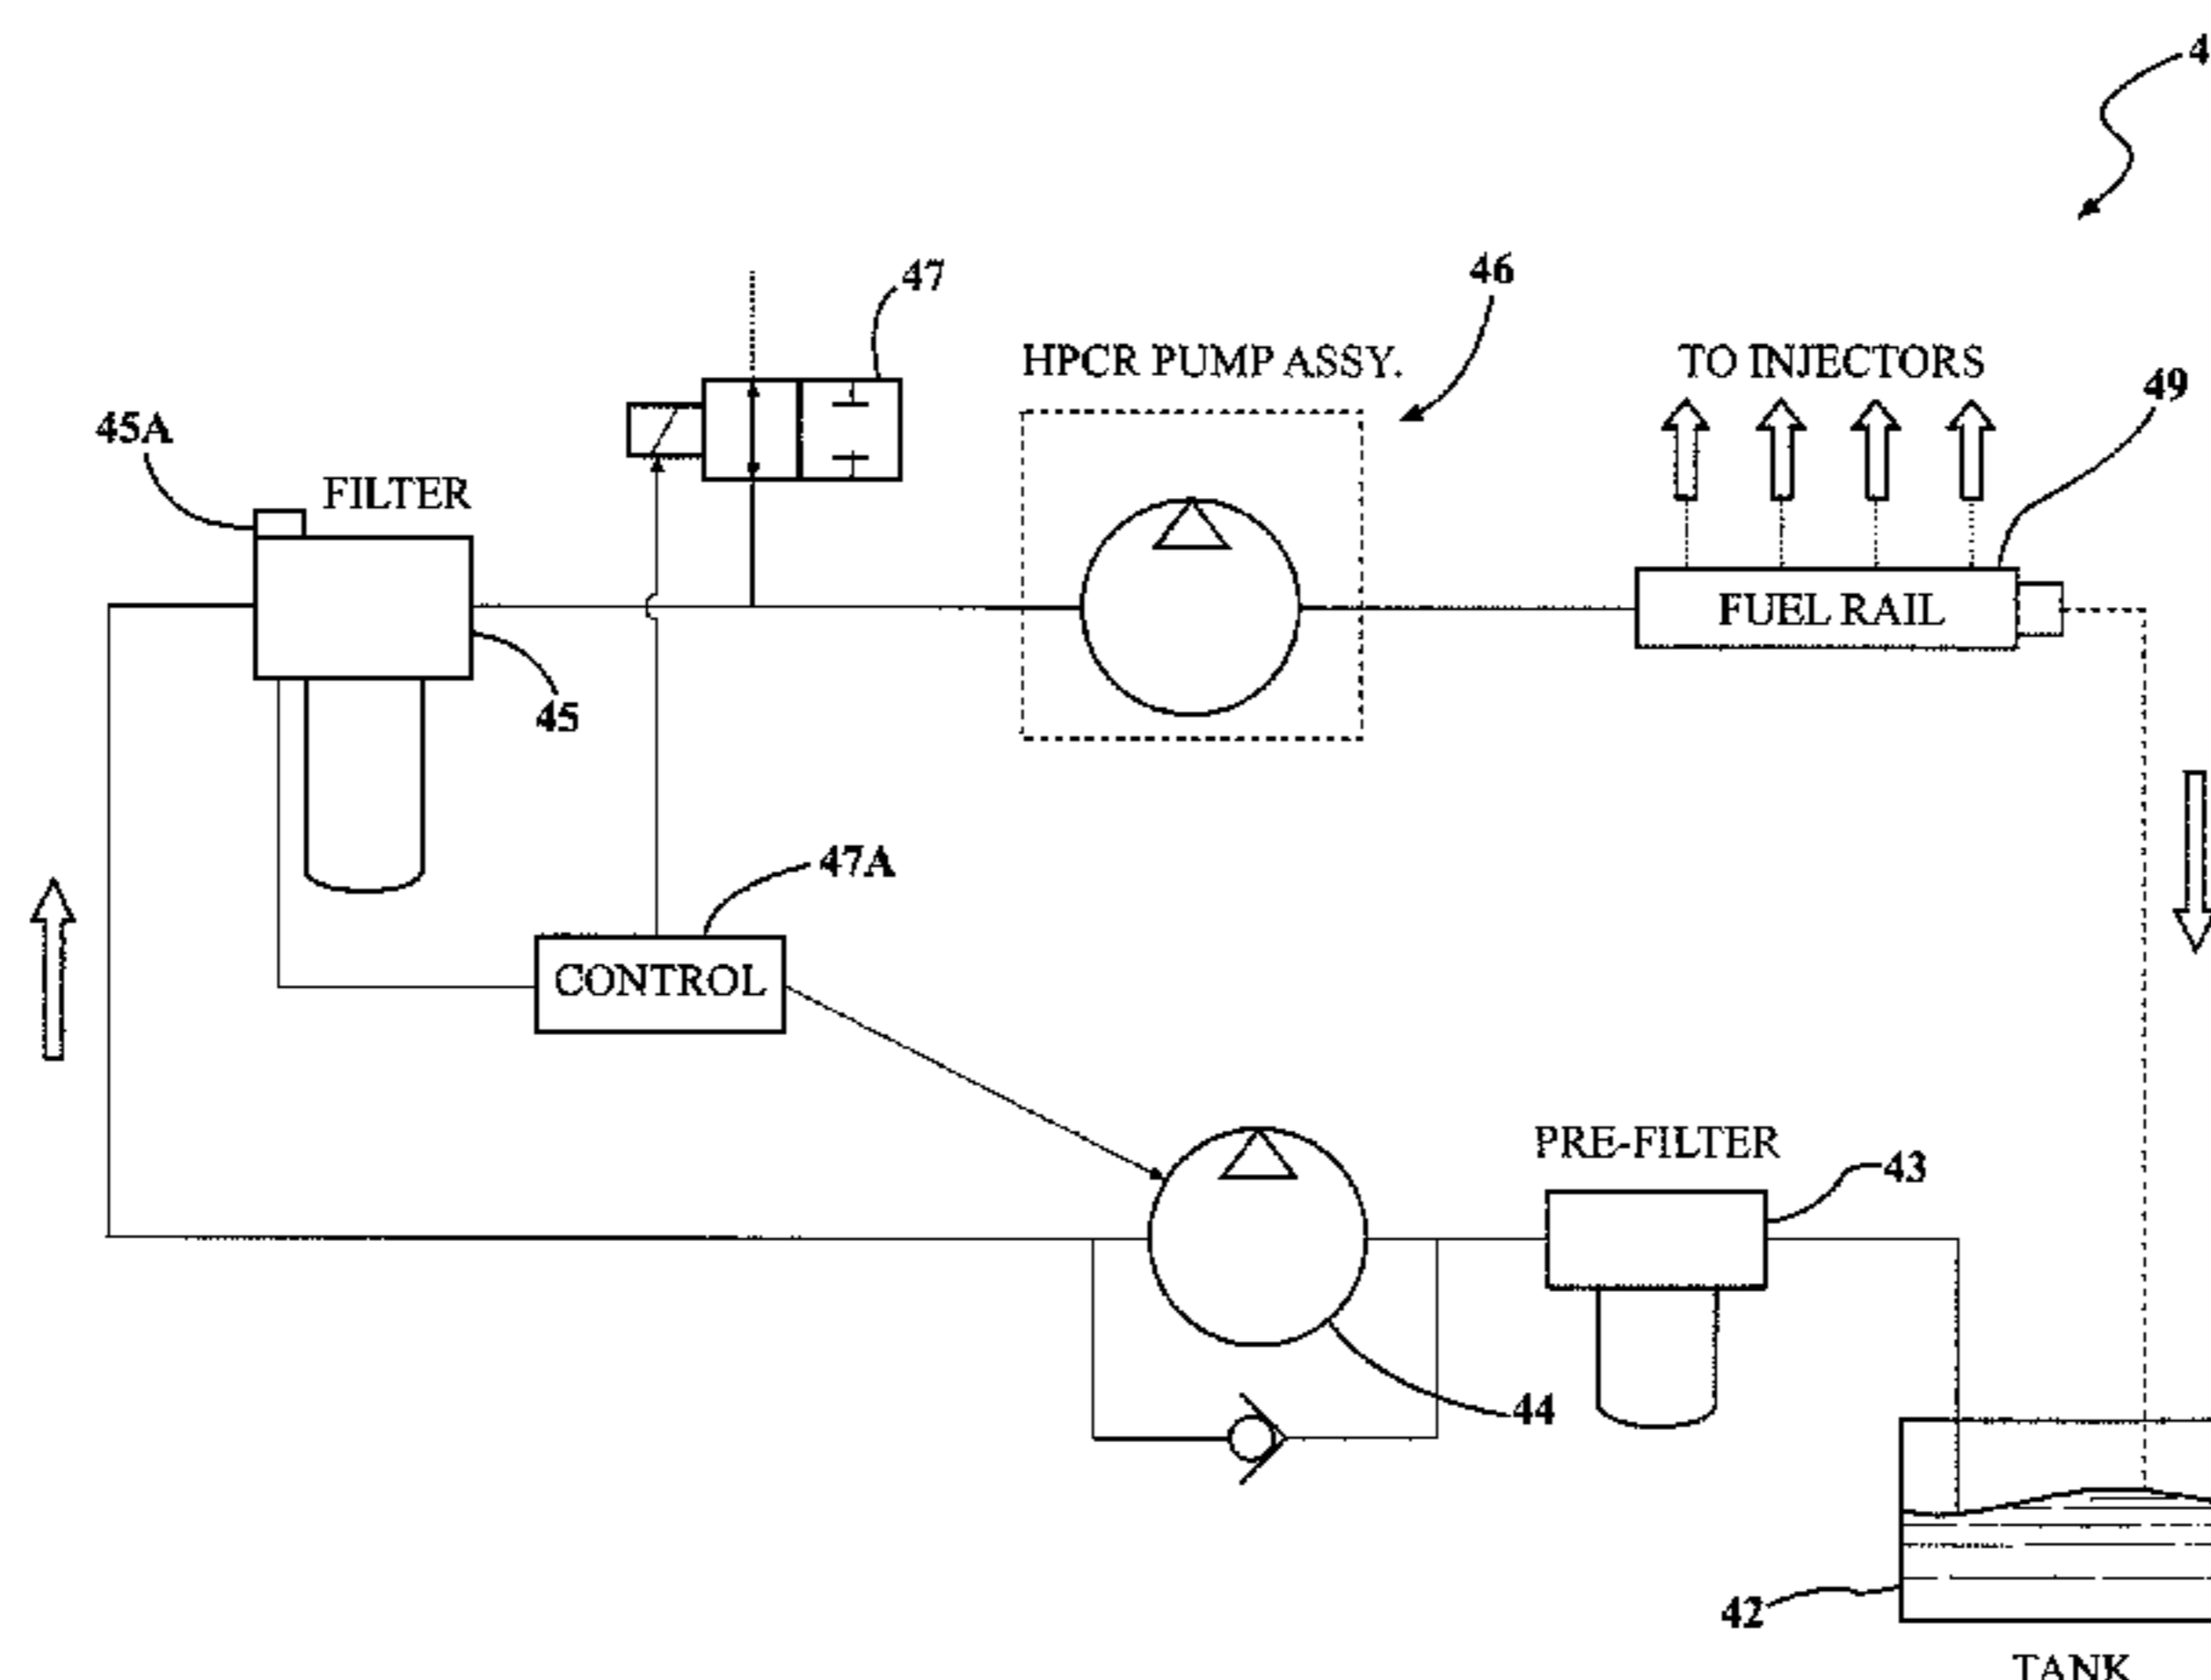 4
47
46
HPCR PUMP ASSY.
TO INJECTORS
49
45A
FILTER
FUEL RAIL
45
47A
CONTROL
PRE-FILTER
43
44
42
TANK